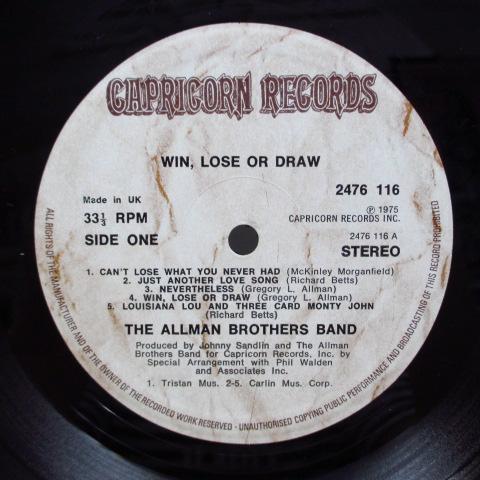 CAPRICORN RECORDS
WIN, LOSE OR DRAW
2476 116
Made in UK
33⅓ RPM
SIDE ONE
Ⓟ 1975
CAPRICORN RECORDS INC.
2476 116 A
STEREO
1. CAN'T LOSE WHAT YOU NEVER HAD (McKinley Morganfield)
2. JUST ANOTHER LOVE SONG (Richard Betts)
3. NEVERTHELESS (Gregory L. Allman)
4. WIN, LOSE OR DRAW (Gregory L. Allman)
5. LOUISIANA LOU AND THREE CARD MONTY JOHN
(Richard Betts)
THE ALLMAN BROTHERS BAND
Produced by Johnny Sandlin and The Allman
Brothers Band for Capricorn Records, Inc. by
Special Arrangement with Phil Walden
and Associates Inc.
1. Tristan Mus. 2-5. Carlin Mus. Corp.
ALL RIGHTS OF THE MANUFACTURER AND OF THE OWNER OF THE RECORDED WORK RESERVED - UNAUTHORISED COPYING PUBLIC PERFORMANCE AND BROADCASTING OF THIS RECORD PROHIBITED